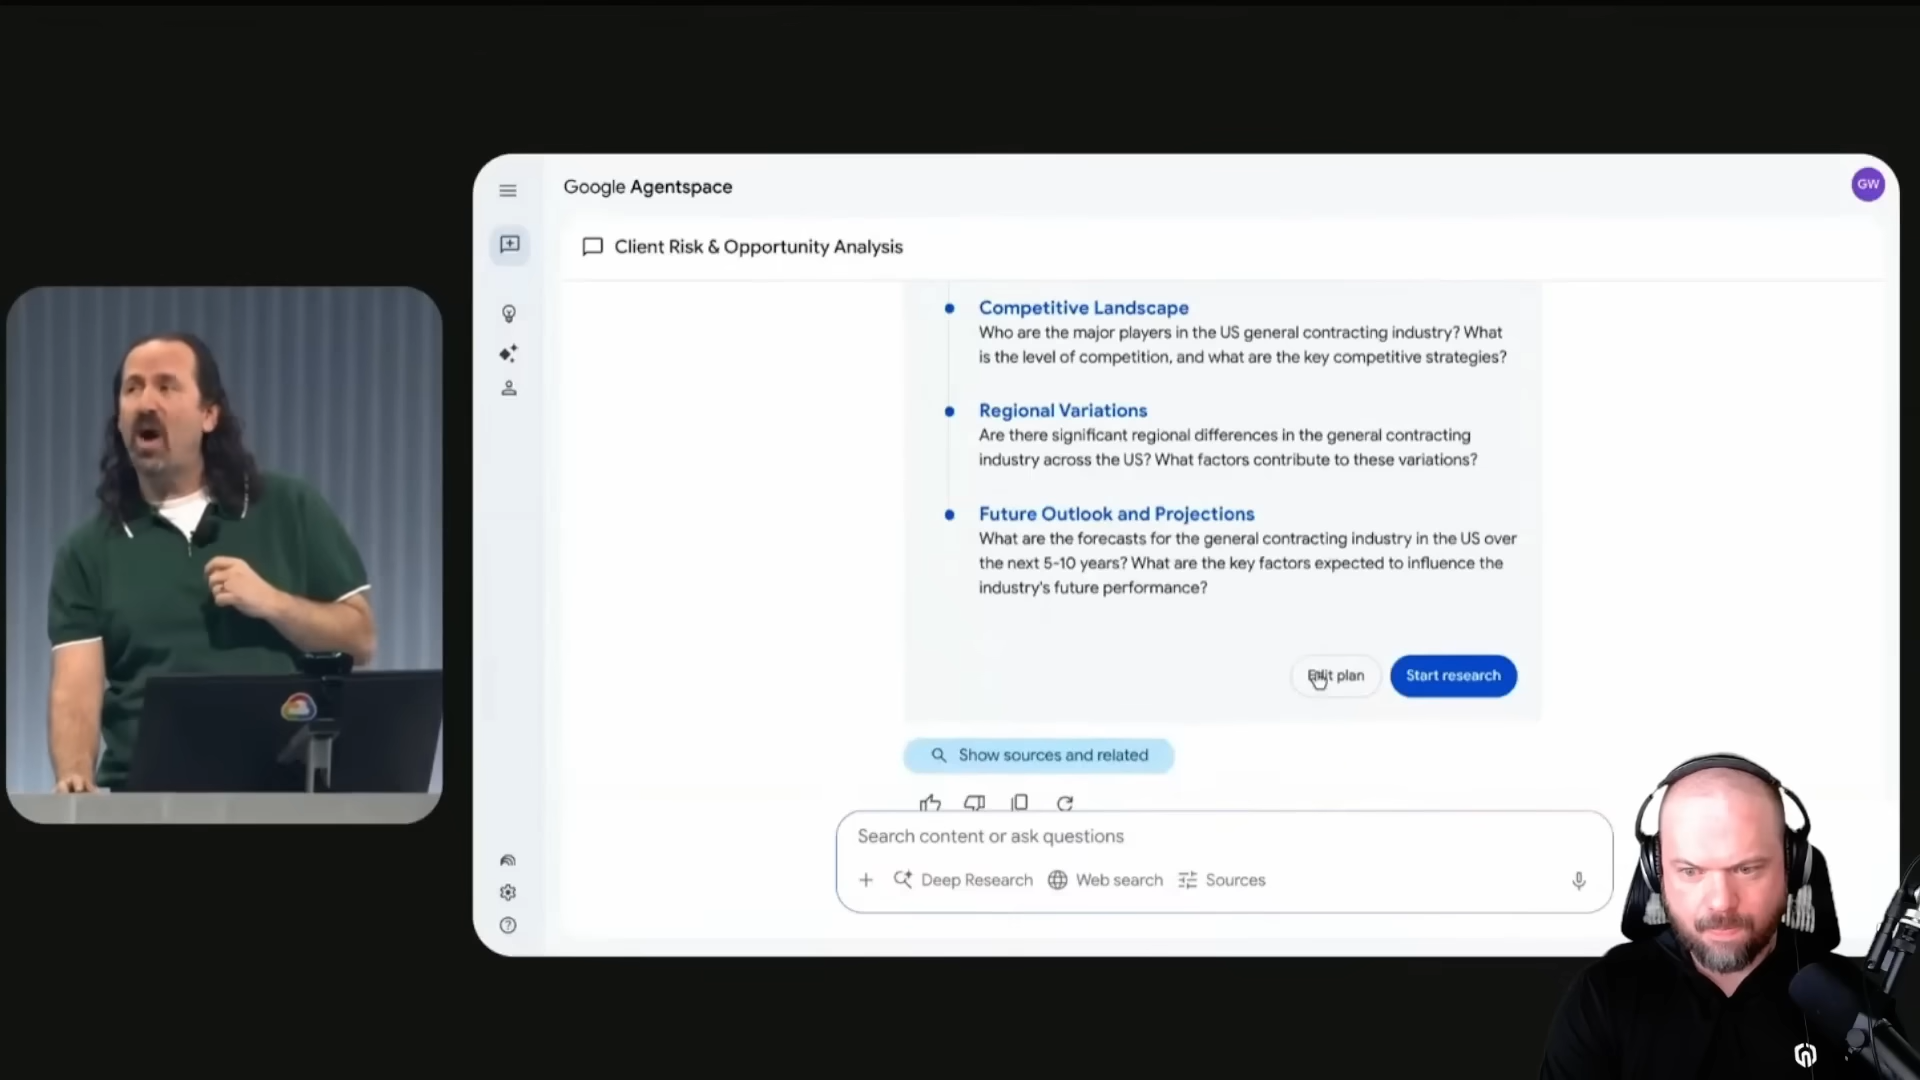 Google Agentspace
GW
Client Risk & Opportunity Analysis
Competitive Landscape
Who are the major players in the US general contracting industry? What
is the level of competition, and what are the key competitive strategies?
Regional Variations
Are there significant regional differences in the general contracting
industry across the US? What factors contribute to these variations?
Future Outlook and Projections
What are the forecasts for the general contracting industry in the US over
the next 5-10 years? What are the key factors expected to influence the
industry's future performance?
Edit plan
Start research
Show sources and related
Search content or ask questions
Deep Research
Web search
Sources